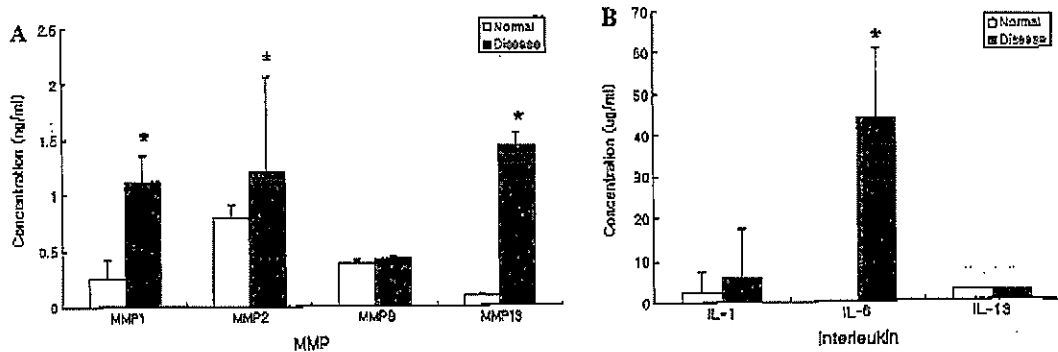 A
Normal
Disease
Concentration (ng/ml)
2.5
2
1.5
1
0.5
0
*
*
MMP1
MMP2
MMP9
MMP13
MMP
B
Normal
Disease
Concentration (ug/ml)
70
60
50
40
30
20
10
0
*
IL-1
IL-6
IL-13
Interleukin